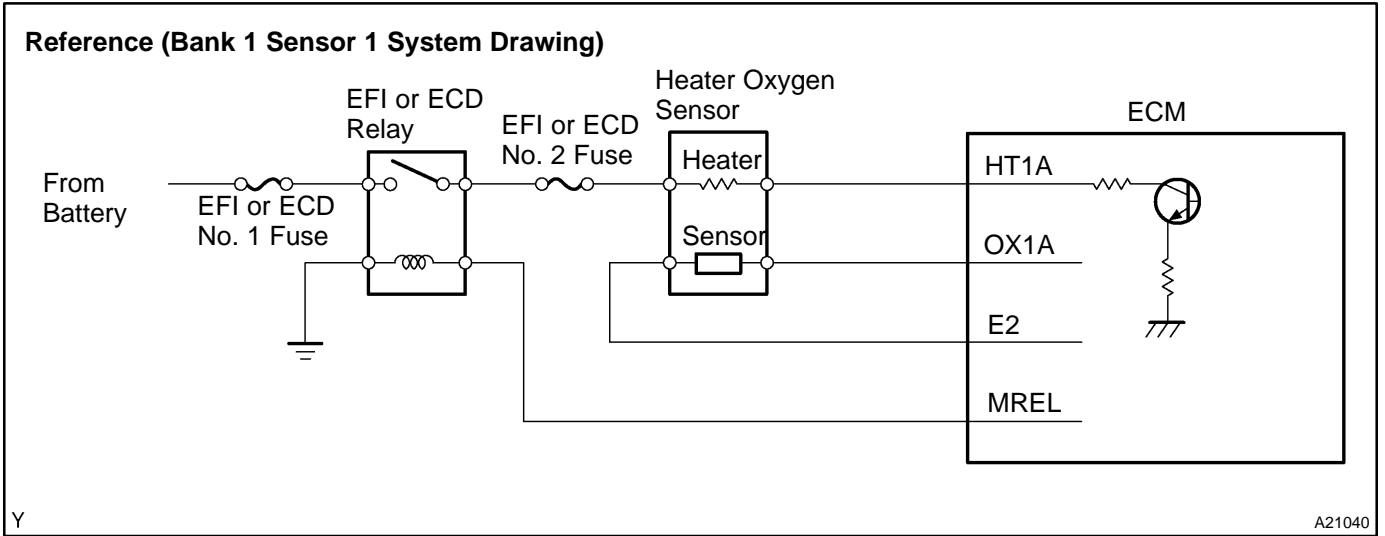 Reference (Bank 1 Sensor 1 System Drawing)
From
Battery
EFI or ECD
No. 1 Fuse
EFI or ECD
Relay
EFI or ECD
No. 2 Fuse
Heater Oxygen
Sensor
Heater
Sensor
ECM
HT1A
OX1A
E2
MREL
Y
A21040